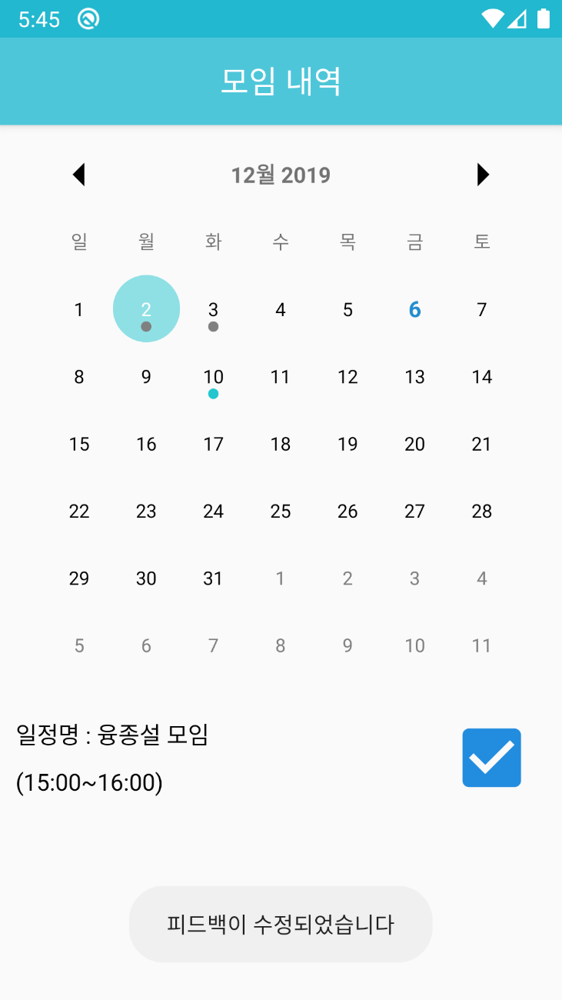 5:45
모임 내역
12월 2019
일 월 화 수 목 금 토
1 2 3 4 5 6 7
8 9 10 11 12 13 14
15 16 17 18 19 20 21
22 23 24 25 26 27 28
29 30 31 1 2 3 4
5 6 7 8 9 10 11
일정명 : 융종설 모임
(15:00~16:00)
피드백이 수정되었습니다